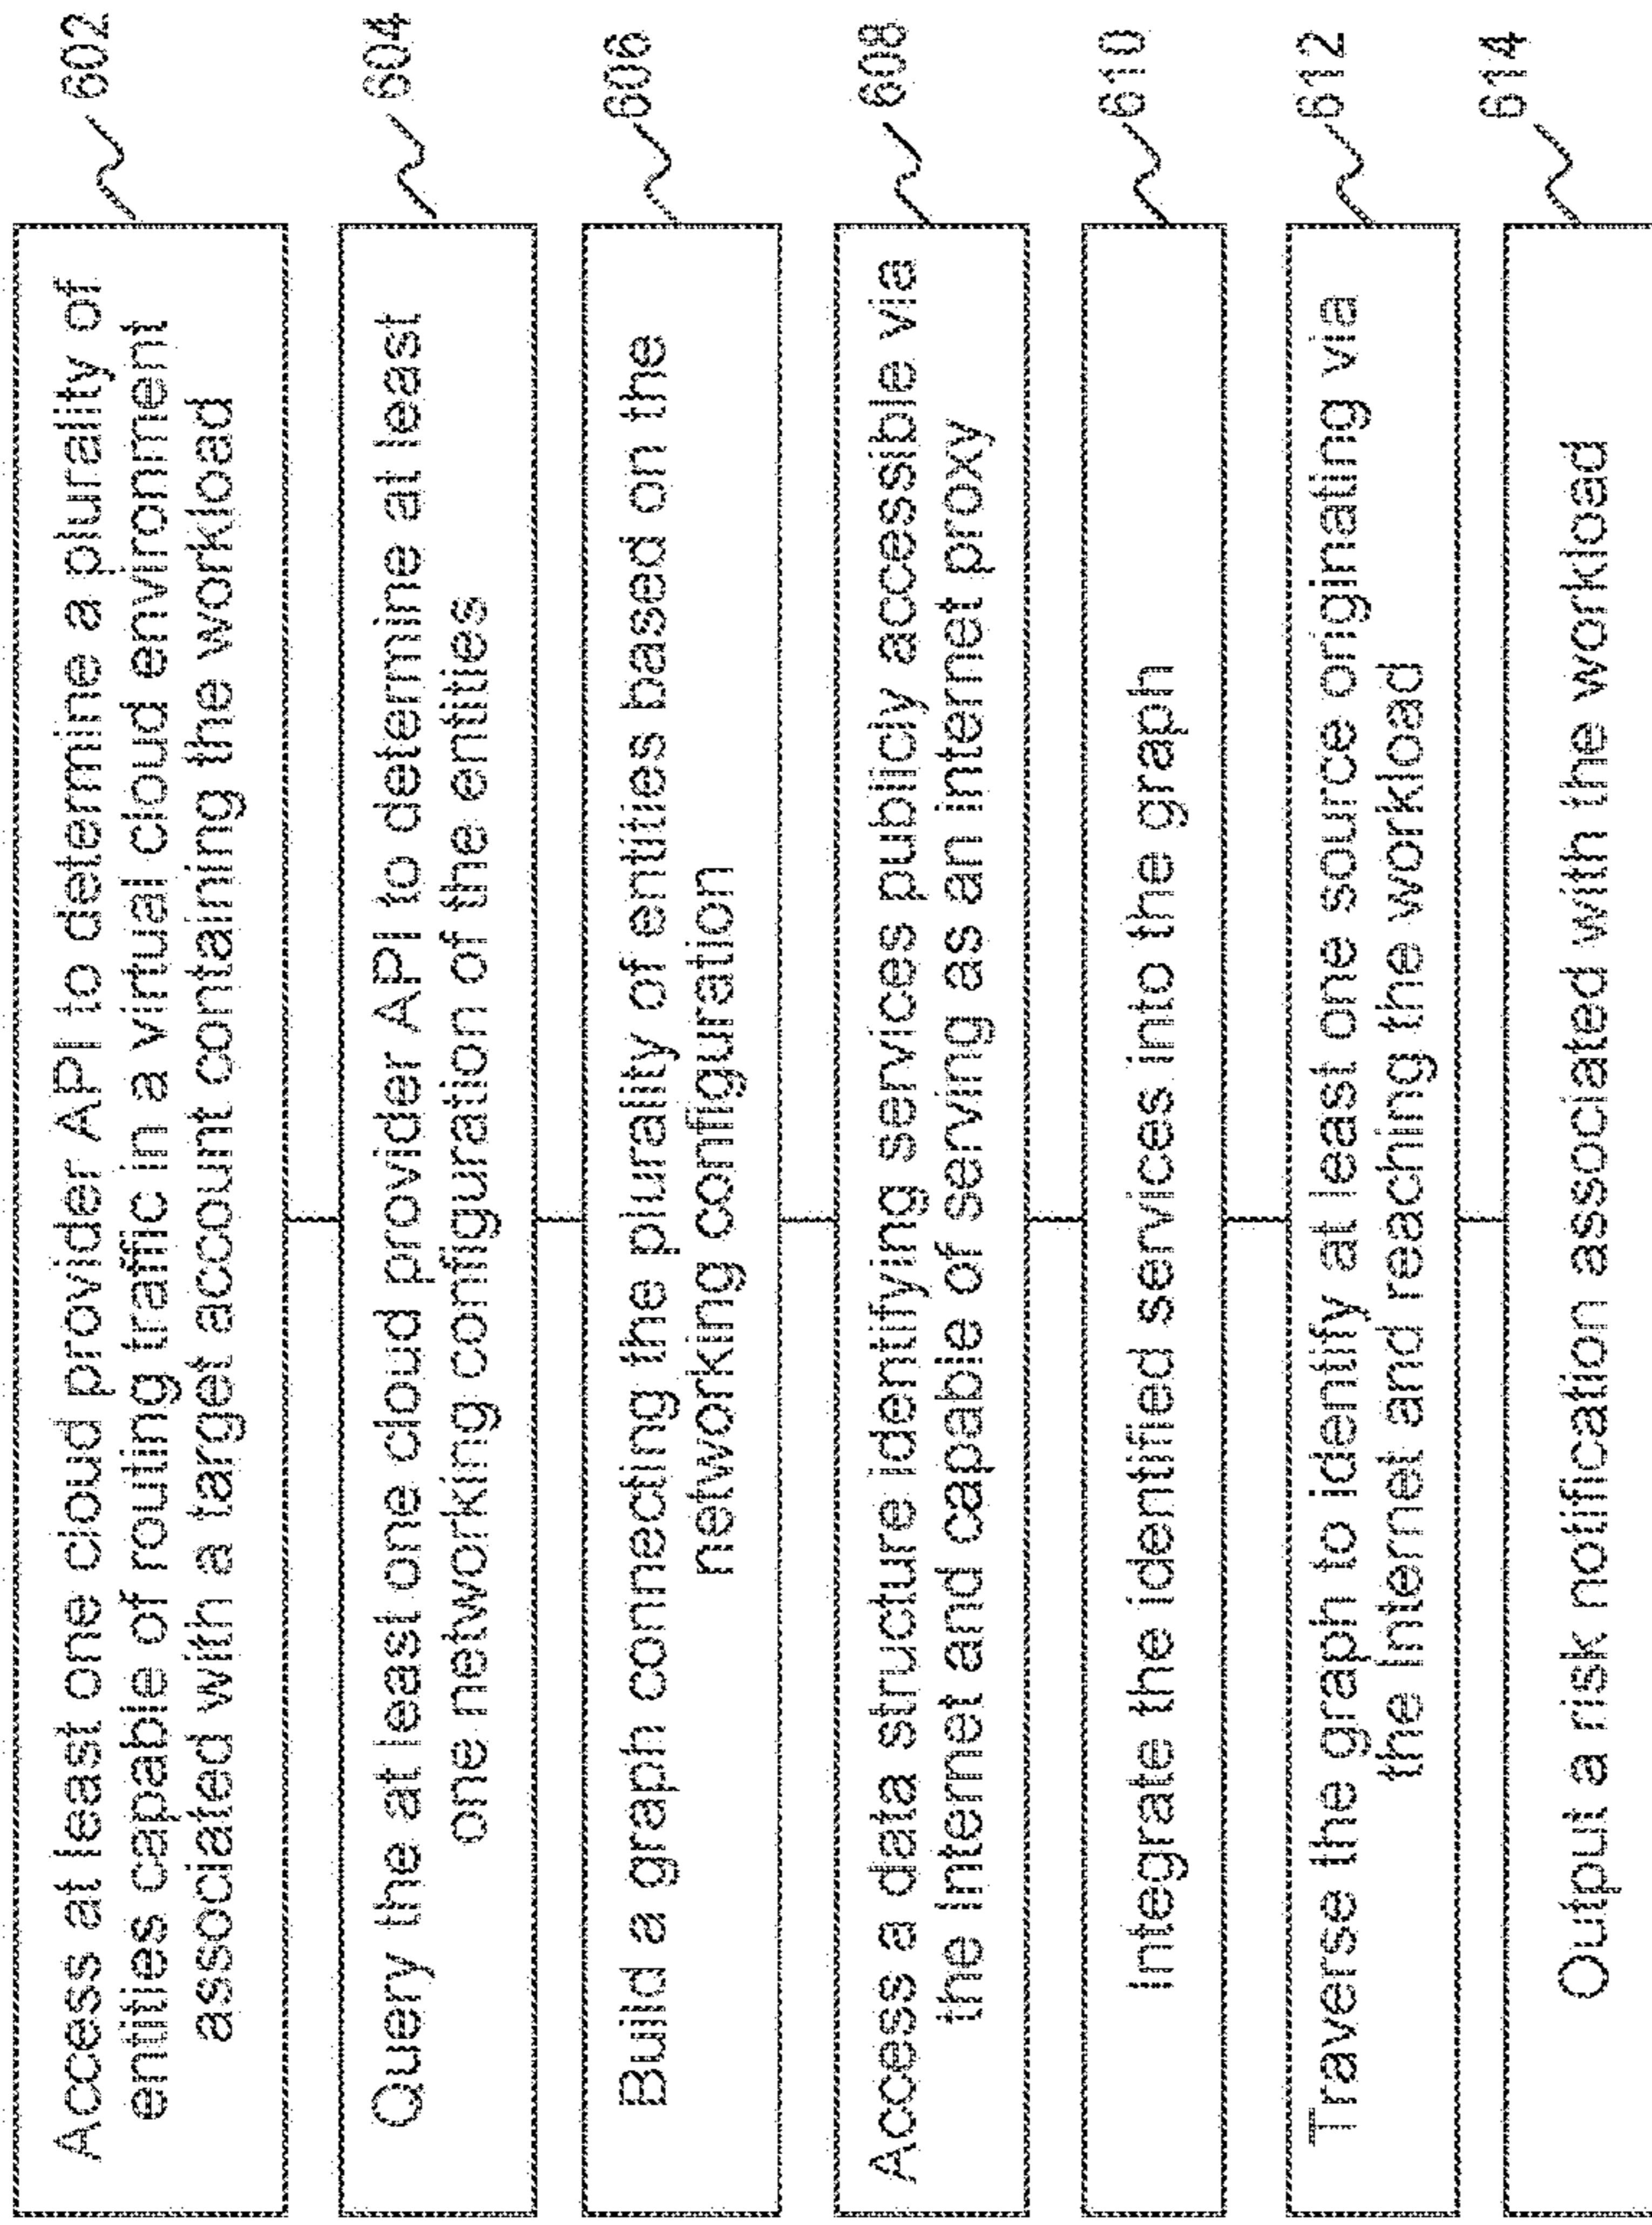 Access at least one cloud provider API to determine a plurality of
entities capable of routing traffic in a virtual cloud environment
associated with a target account containing the workload
602
Query the at least one cloud provider API to determine at least
one networking configuration of the entities
604
Build a graph connecting the plurality of entities based on the
networking configuration
606
Access a data structure identifying services publicly accessible via
the Internet and capable of serving as an internet proxy
608
integrate the identified services into the graph
610
Traverse the graph to identify at least one source originating via
the Internet and reaching the workload
612
Output a risk notification associated with the workload
614